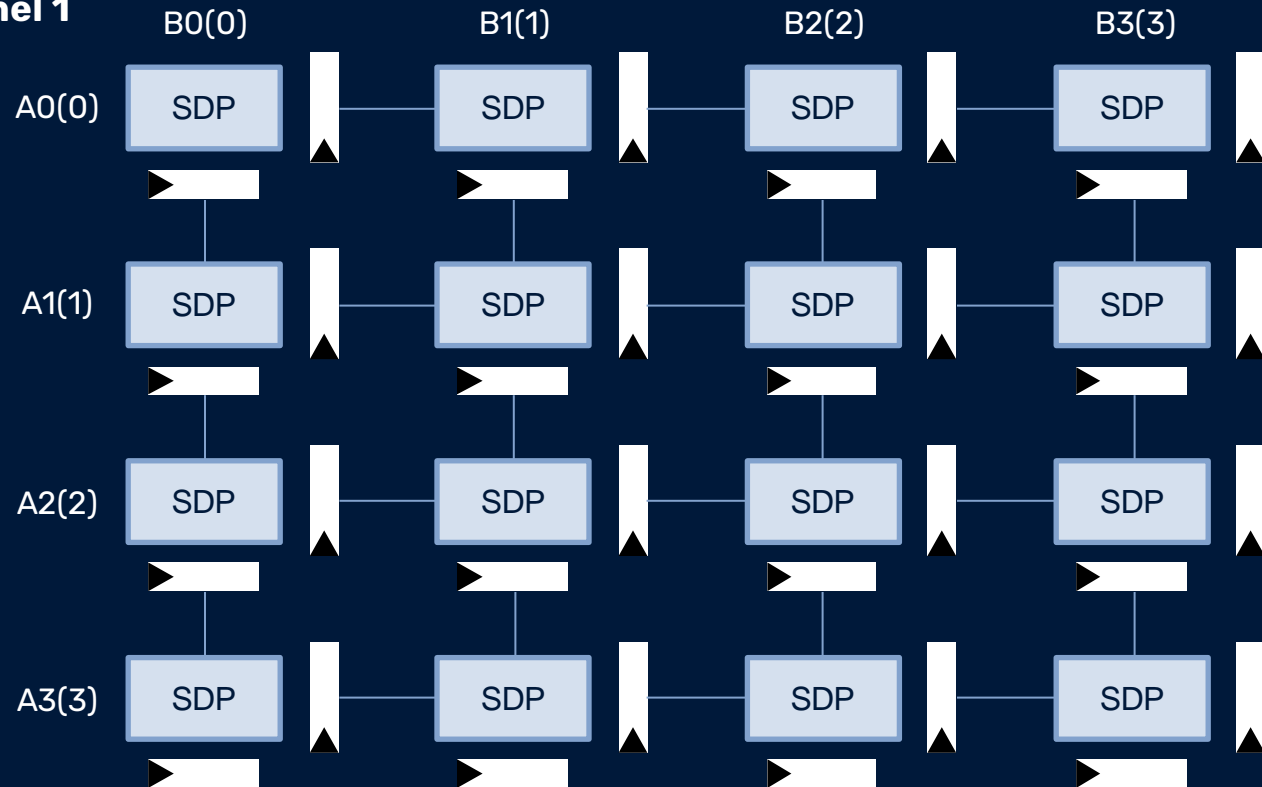 1
B0(0) B1(1) B2(2) B3(3)
A0(0) SDP SDP SDP SDP
A1(1) SDP SDP SDP SDP
A2(2) SDP SDP SDP SDP
A3(3) SDP SDP SDP SDP